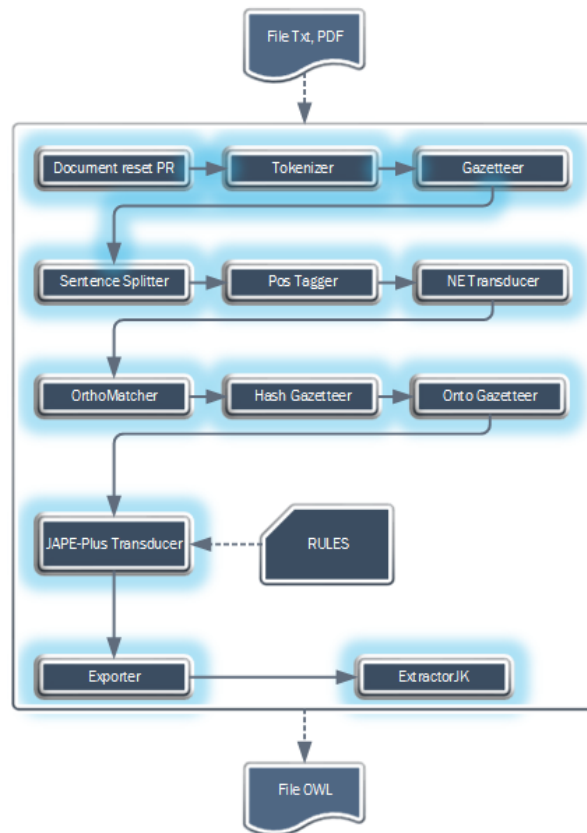 File Txt, PDF
Document reset PR
Tokenizer
Gazetteer
Sentence Splitter
Pos Tagger
NE Transducer
OrthoMatcher
Hash Gazetteer
Onto Gazetteer
JAPE-Plus Transducer
RULES
Exporter
ExtractorJK
File OWL